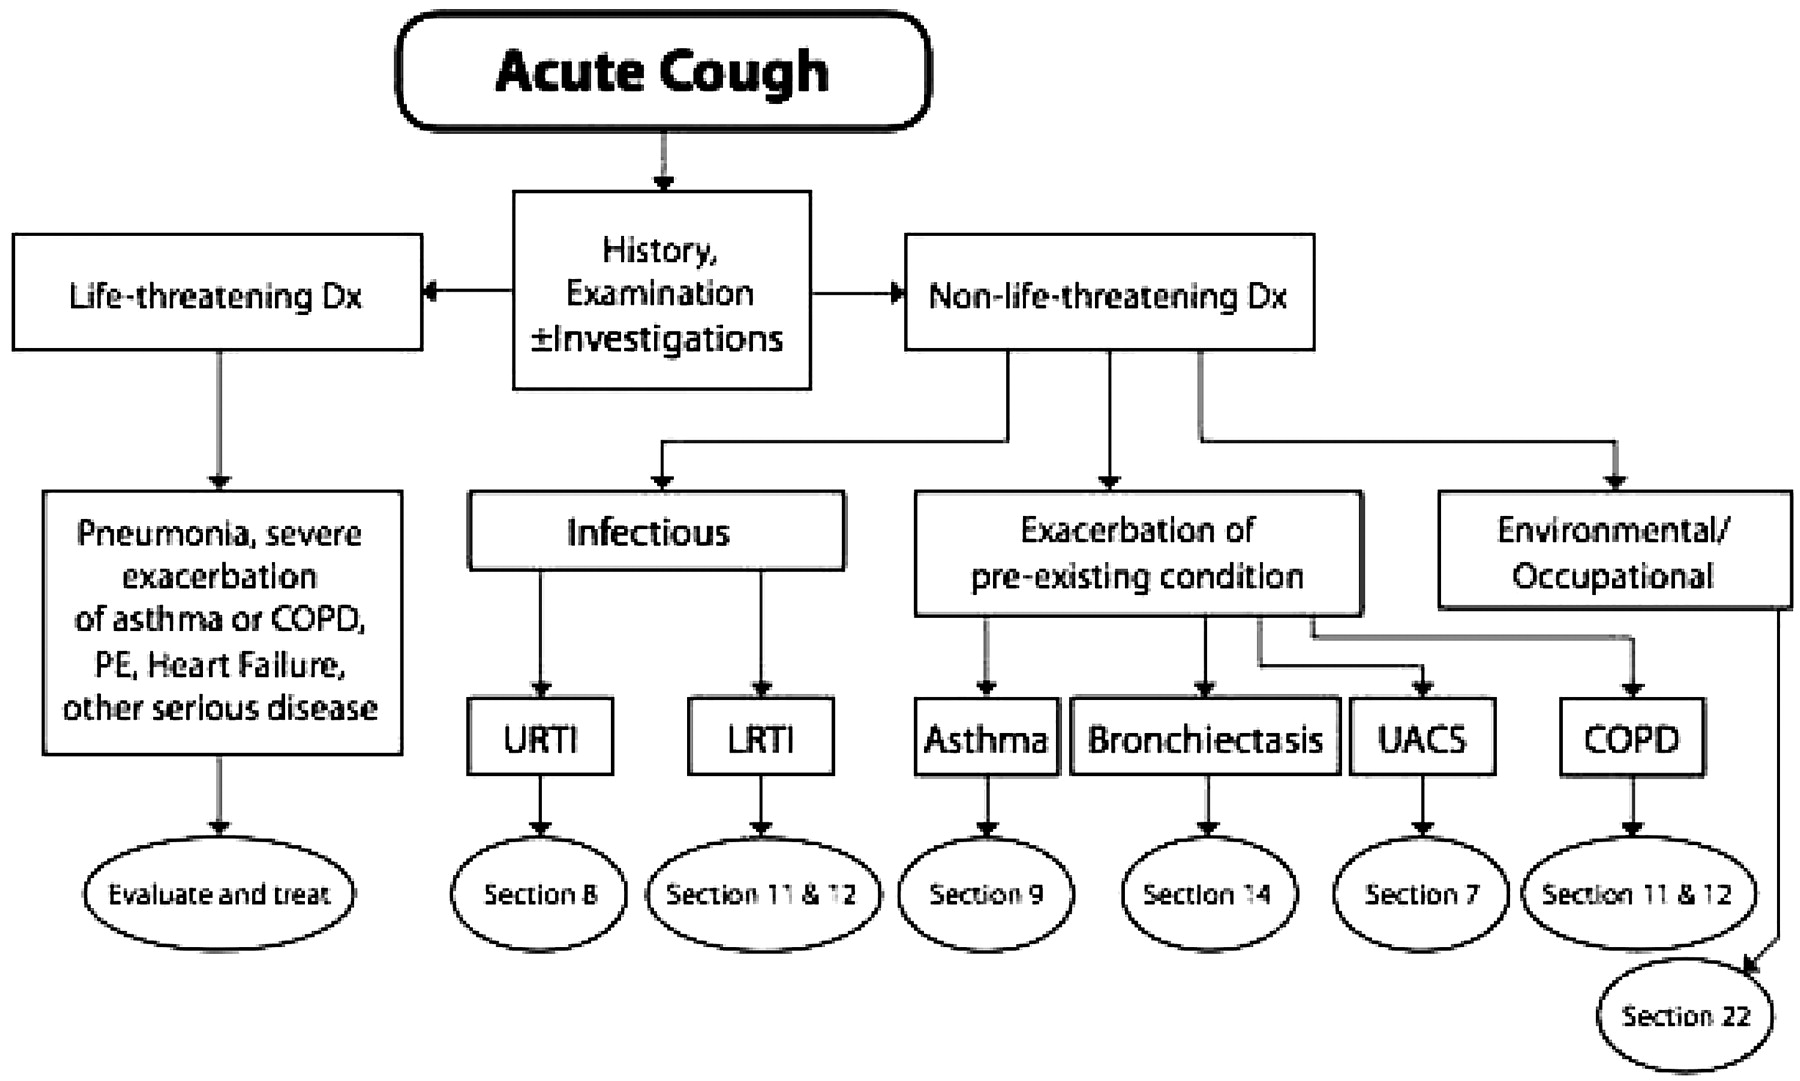 Acute Cough
History,
Examination
±Investigations
Life-threatening Dx
Non-life-threatening Dx
Pneumonia, severe
exacerbation
of asthma or COPD,
PE, Heart Failure,
other serious disease
Infectious
Exacerbation of
pre-existing condition
Environmental/
Occupational
URTI
LRTI
Asthma
Bronchiectasis
UACS
COPD
Evaluate and treat
Section 8
Section 11 & 12
Section 9
Section 14
Section 7
Section 11 & 12
Section 22